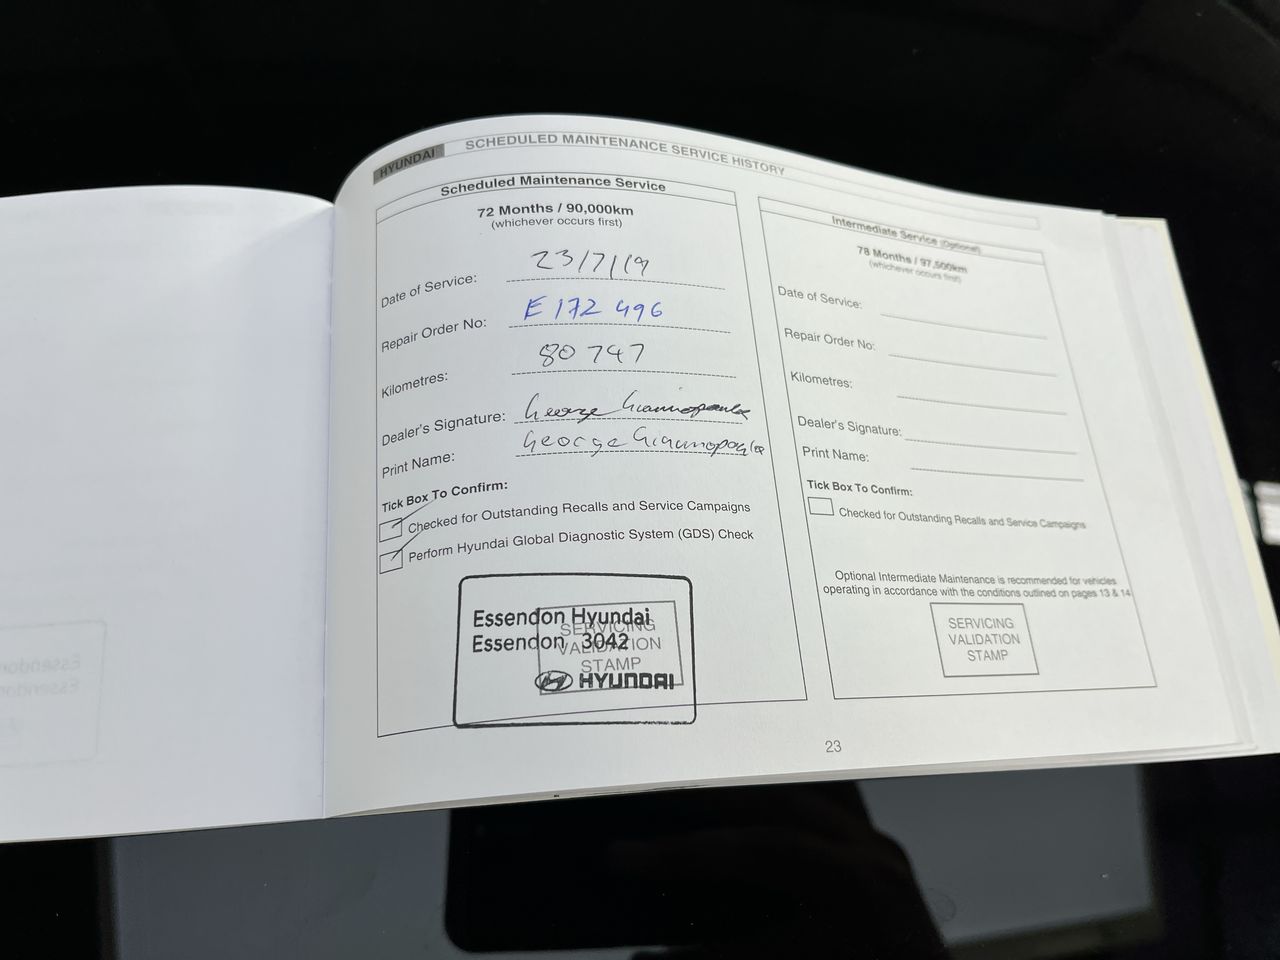 HYUNDAI SCHEDULED MAINTENANCE SERVICE HISTORY
Scheduled Maintenance Service
72 Months / 90,000km
(whichever occurs first)
Date of Service: 23/7/19
Repair Order No: E172 496
Kilometres: 80 747
Dealer's Signature: George
Print Name: George
Tick Box To Confirm:
Checked for Outstanding Recalls and Service Campaigns
Perform Hyundai Global Diagnostic System (GDS) Check
Essendon Hyundai
Essendon, 3042
HYUNDAI
SERVICING
VALIDATION
STAMP
Intermediate Service (Optional)
78 Months / 97,500km
(whichever occurs first)
Date of Service:
Repair Order No:
Kilometres:
Dealer's Signature:
Print Name:
Tick Box To Confirm:
Checked for Outstanding Recalls and Service Campaigns
Optional Intermediate Maintenance is recommended for vehicles
operating in accordance with the conditions outlined on pages 13 & 14
SERVICING
VALIDATION
STAMP
23